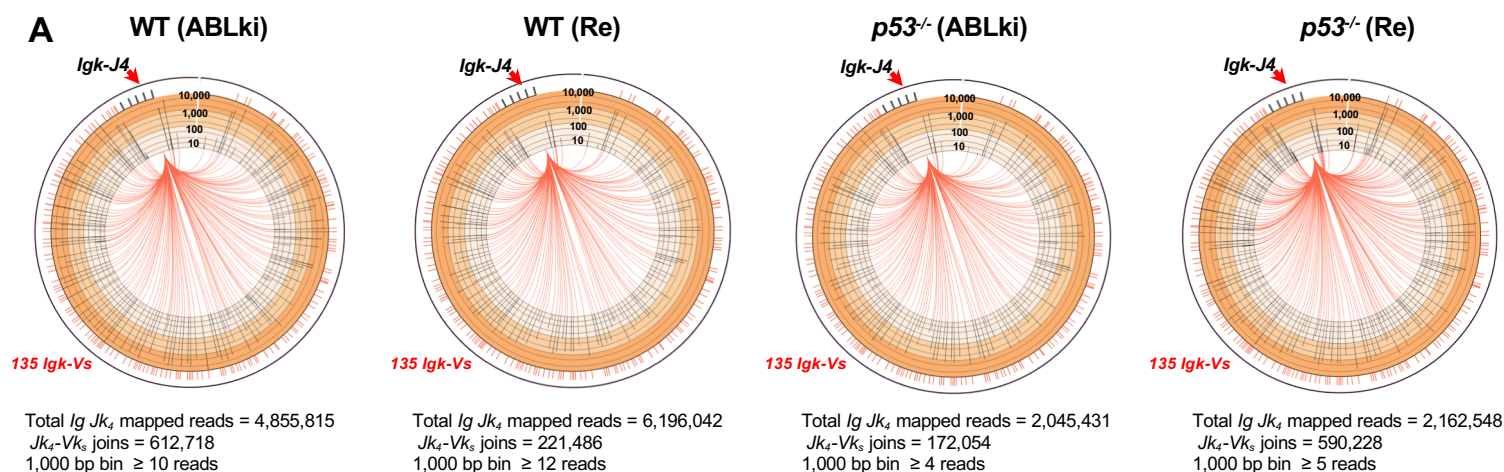 A
WT (ABLki)
WT (Re)
p53-/- (ABLki)
p53-/- (Re)
Igk-J4
Igk-J4
Igk-J4
Igk-J4
10,000
1,000
100
10
10,000
1,000
100
10
10,000
1,000
100
10
10,000
1,000
100
10
135 Igk-Vs
135 Igk-Vs
135 Igk-Vs
135 Igk-Vs
Total Ig Jk4 mapped reads = 4,855,815
Jk4-Vks joins = 612,718
1,000 bp bin ≥ 10 reads
Total Ig Jk4 mapped reads = 6,196,042
Jk4-Vks joins = 221,486
1,000 bp bin ≥ 12 reads
Total Ig Jk4 mapped reads = 2,045,431
Jk4-Vks joins = 172,054
1,000 bp bin ≥ 4 reads
Total Ig Jk4 mapped reads = 2,162,548
Jk4-Vks joins = 590,228
1,000 bp bin ≥ 5 reads